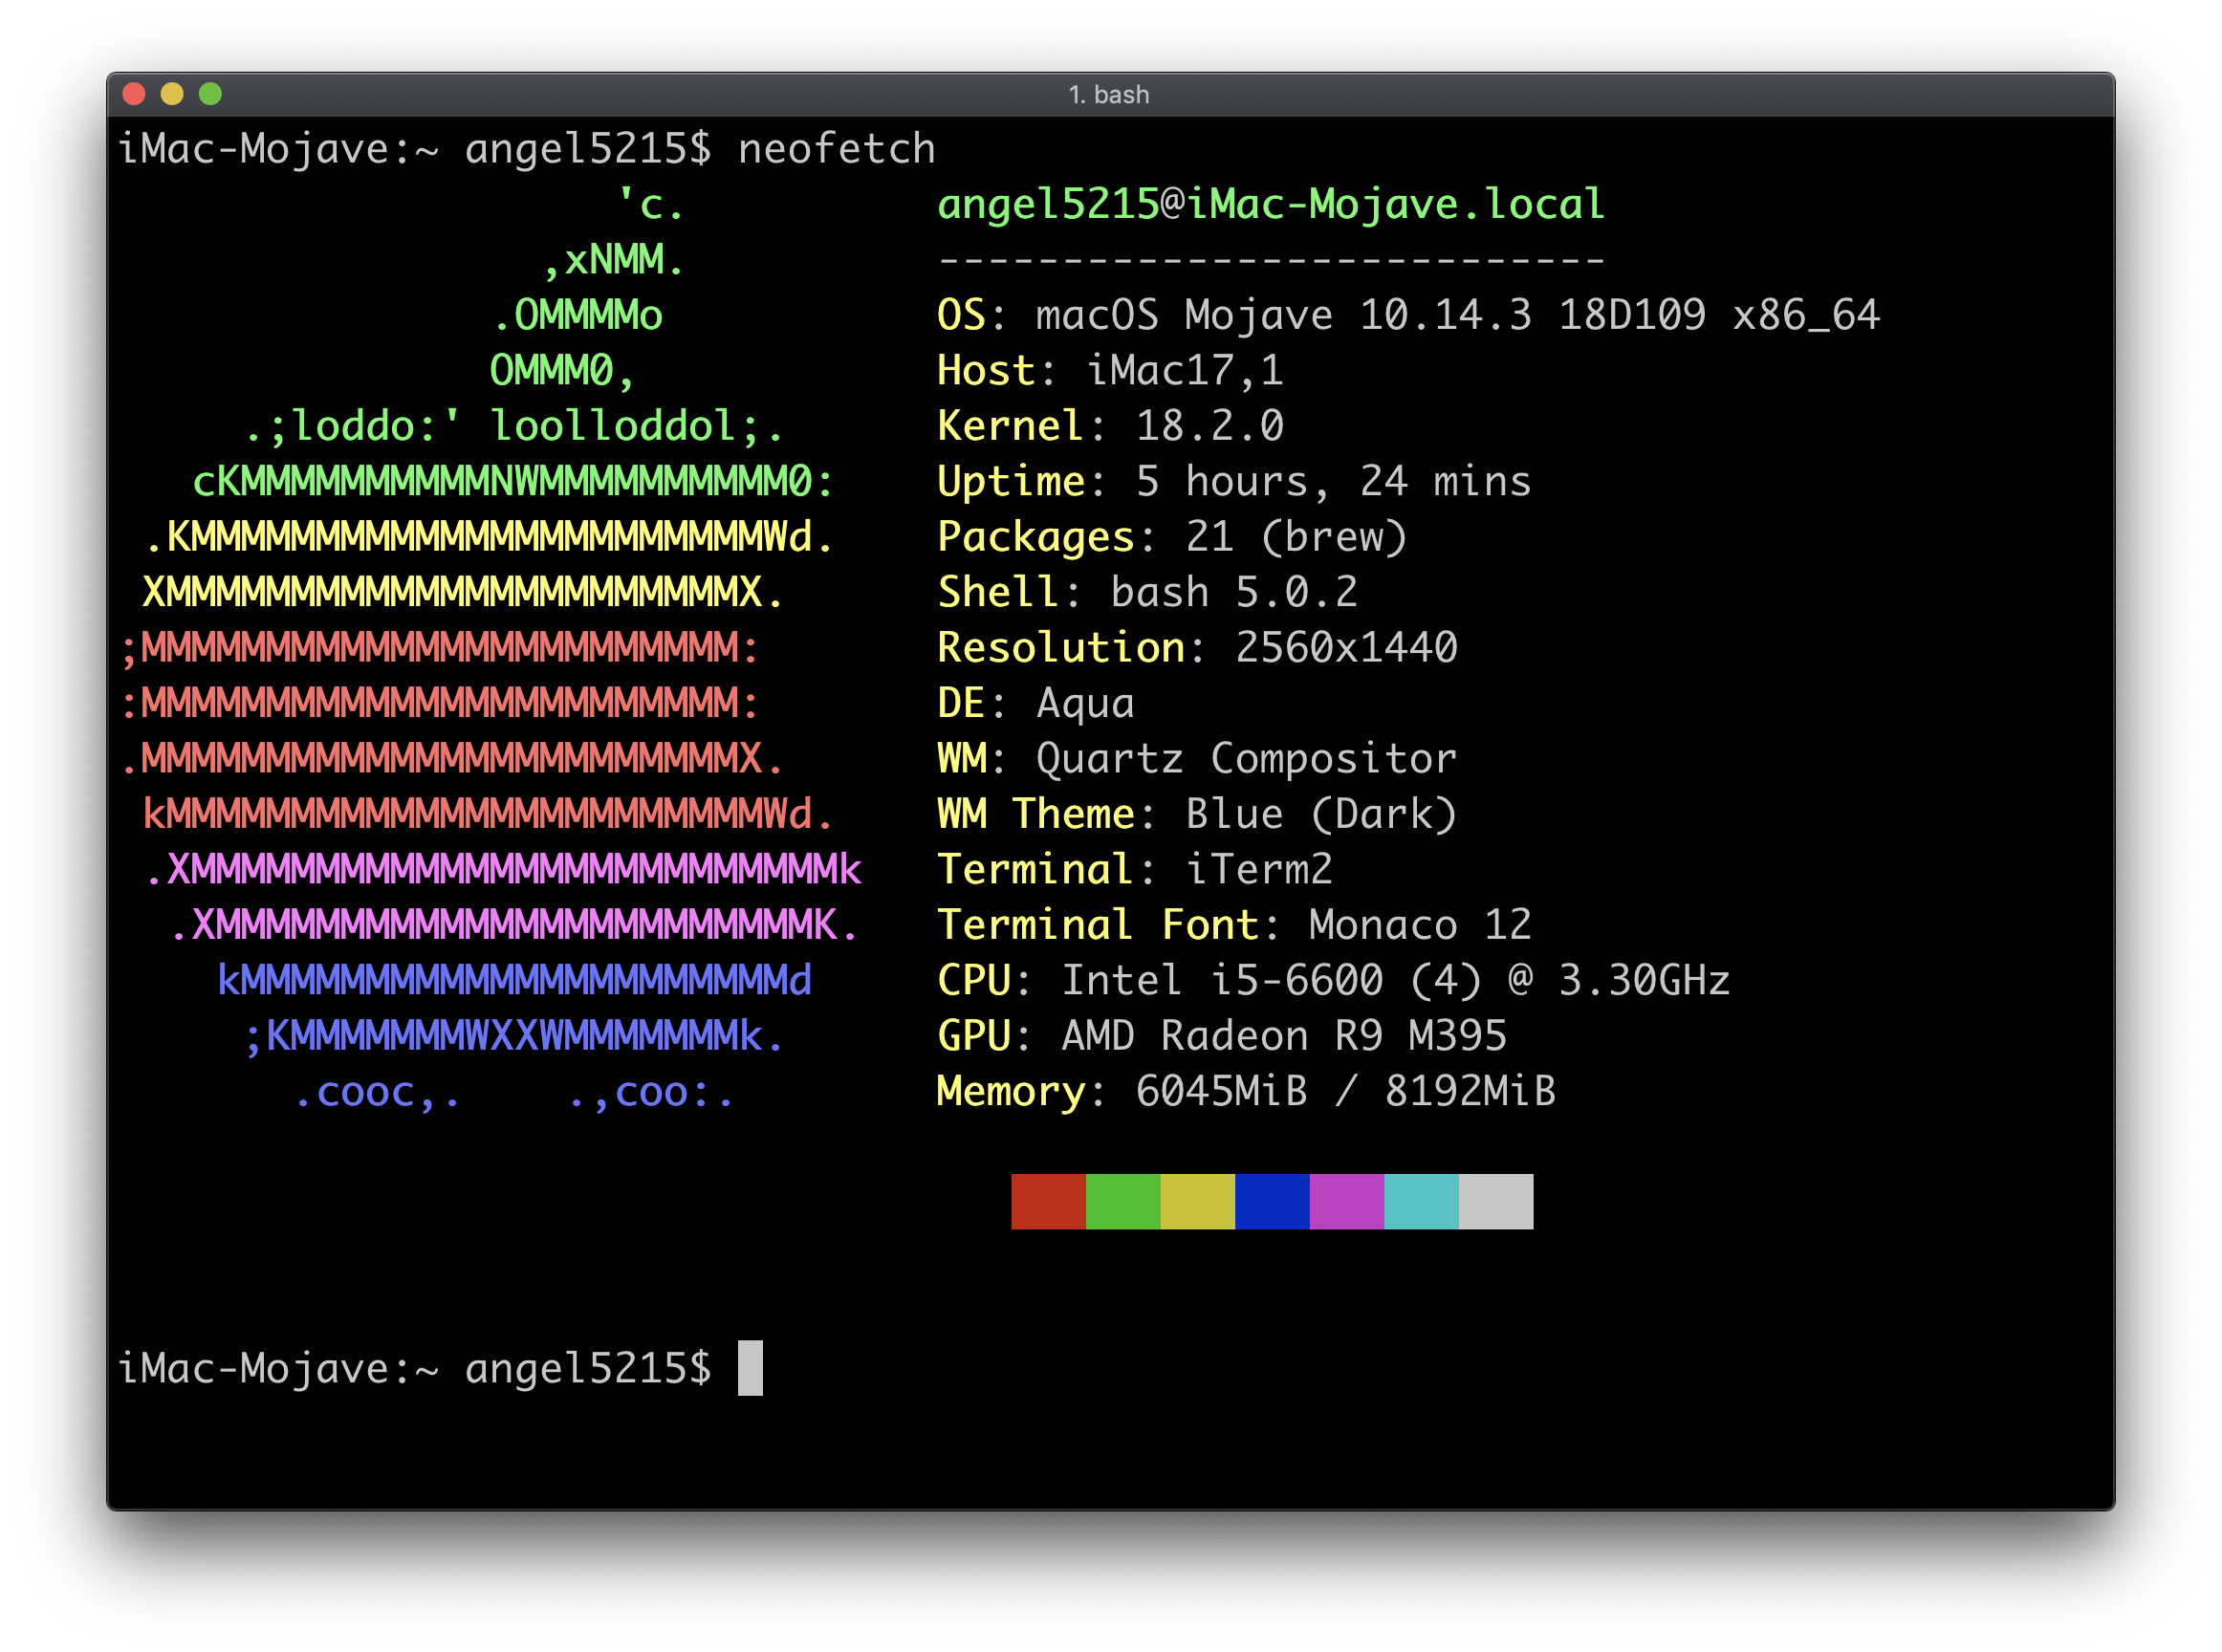 1. bash
iMac-Mojave:~ angel5215$ neofetch
                    'c.          angel5215@iMac-Mojave.local
                 ,xNMM.          ---------------------------
               .OMMMMo           OS: macOS Mojave 10.14.3 18D109 x86_64
               OMMM0,            Host: iMac17,1
     .;loddo:' loolloddol;.      Kernel: 18.2.0
   cKMMMMMMMMMMNWMMMMMMMMMM0:    Uptime: 5 hours, 24 mins
 .KMMMMMMMMMMMMMMMMMMMMMMMWd.    Packages: 21 (brew)
 XMMMMMMMMMMMMMMMMMMMMMMMX.      Shell: bash 5.0.2
;MMMMMMMMMMMMMMMMMMMMMMMM:       Resolution: 2560x1440
:MMMMMMMMMMMMMMMMMMMMMMMM:       DE: Aqua
.MMMMMMMMMMMMMMMMMMMMMMMMX.      WM: Quartz Compositor
 kMMMMMMMMMMMMMMMMMMMMMMMMWd.    WM Theme: Blue (Dark)
 .XMMMMMMMMMMMMMMMMMMMMMMMMMMk   Terminal: iTerm2
  .XMMMMMMMMMMMMMMMMMMMMMMMMK.   Terminal Font: Monaco 12
    kMMMMMMMMMMMMMMMMMMMMMMd     CPU: Intel i5-6600 (4) @ 3.30GHz
     ;KMMMMMMMWXXWMMMMMMMk.      GPU: AMD Radeon R9 M395
       .cooc,.    .,coo:.        Memory: 6045MiB / 8192MiB
iMac-Mojave:~ angel5215$